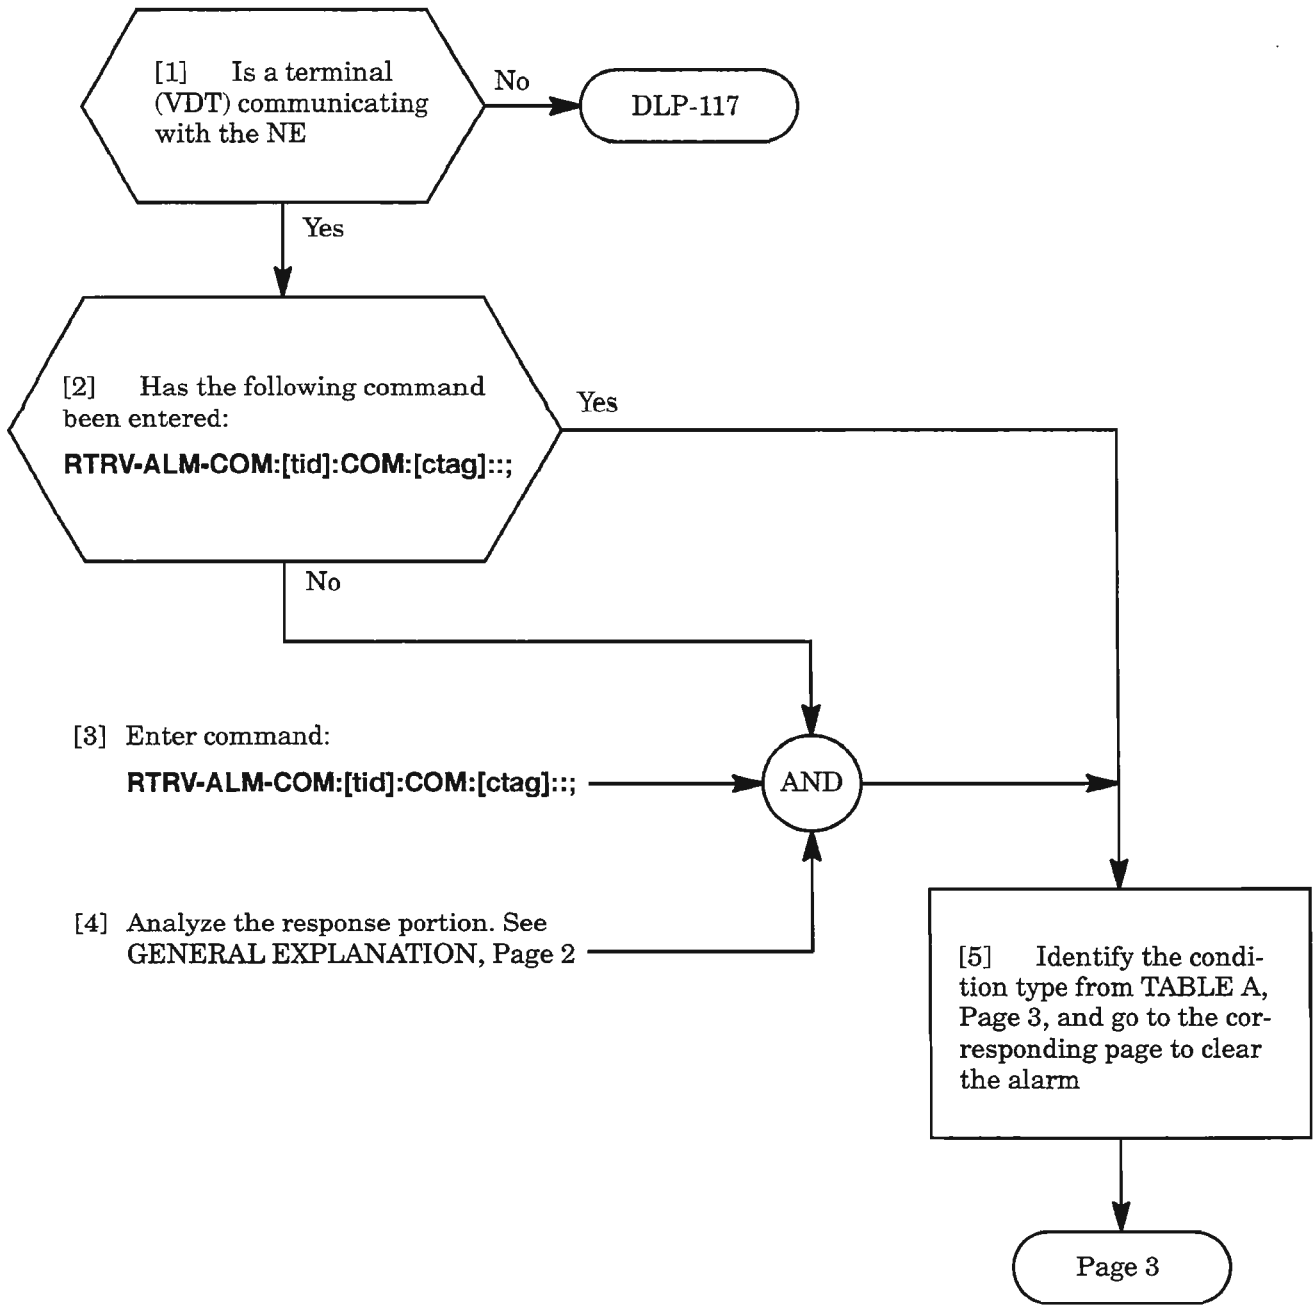 [1] Is a terminal
(VDT) communicating
with the NE
No
DLP-117
Yes
[2] Has the following command
been entered:
RTRV-ALM-COM:[tid]:COM:[ctag]::;
Yes
No
[3] Enter command:
RTRV-ALM-COM:[tid]:COM:[ctag]::;
AND
[4] Analyze the response portion. See
GENERAL EXPLANATION, Page 2
[5] Identify the condi-
tion type from TABLE A,
Page 3, and go to the cor-
responding page to clear
the alarm
Page 3